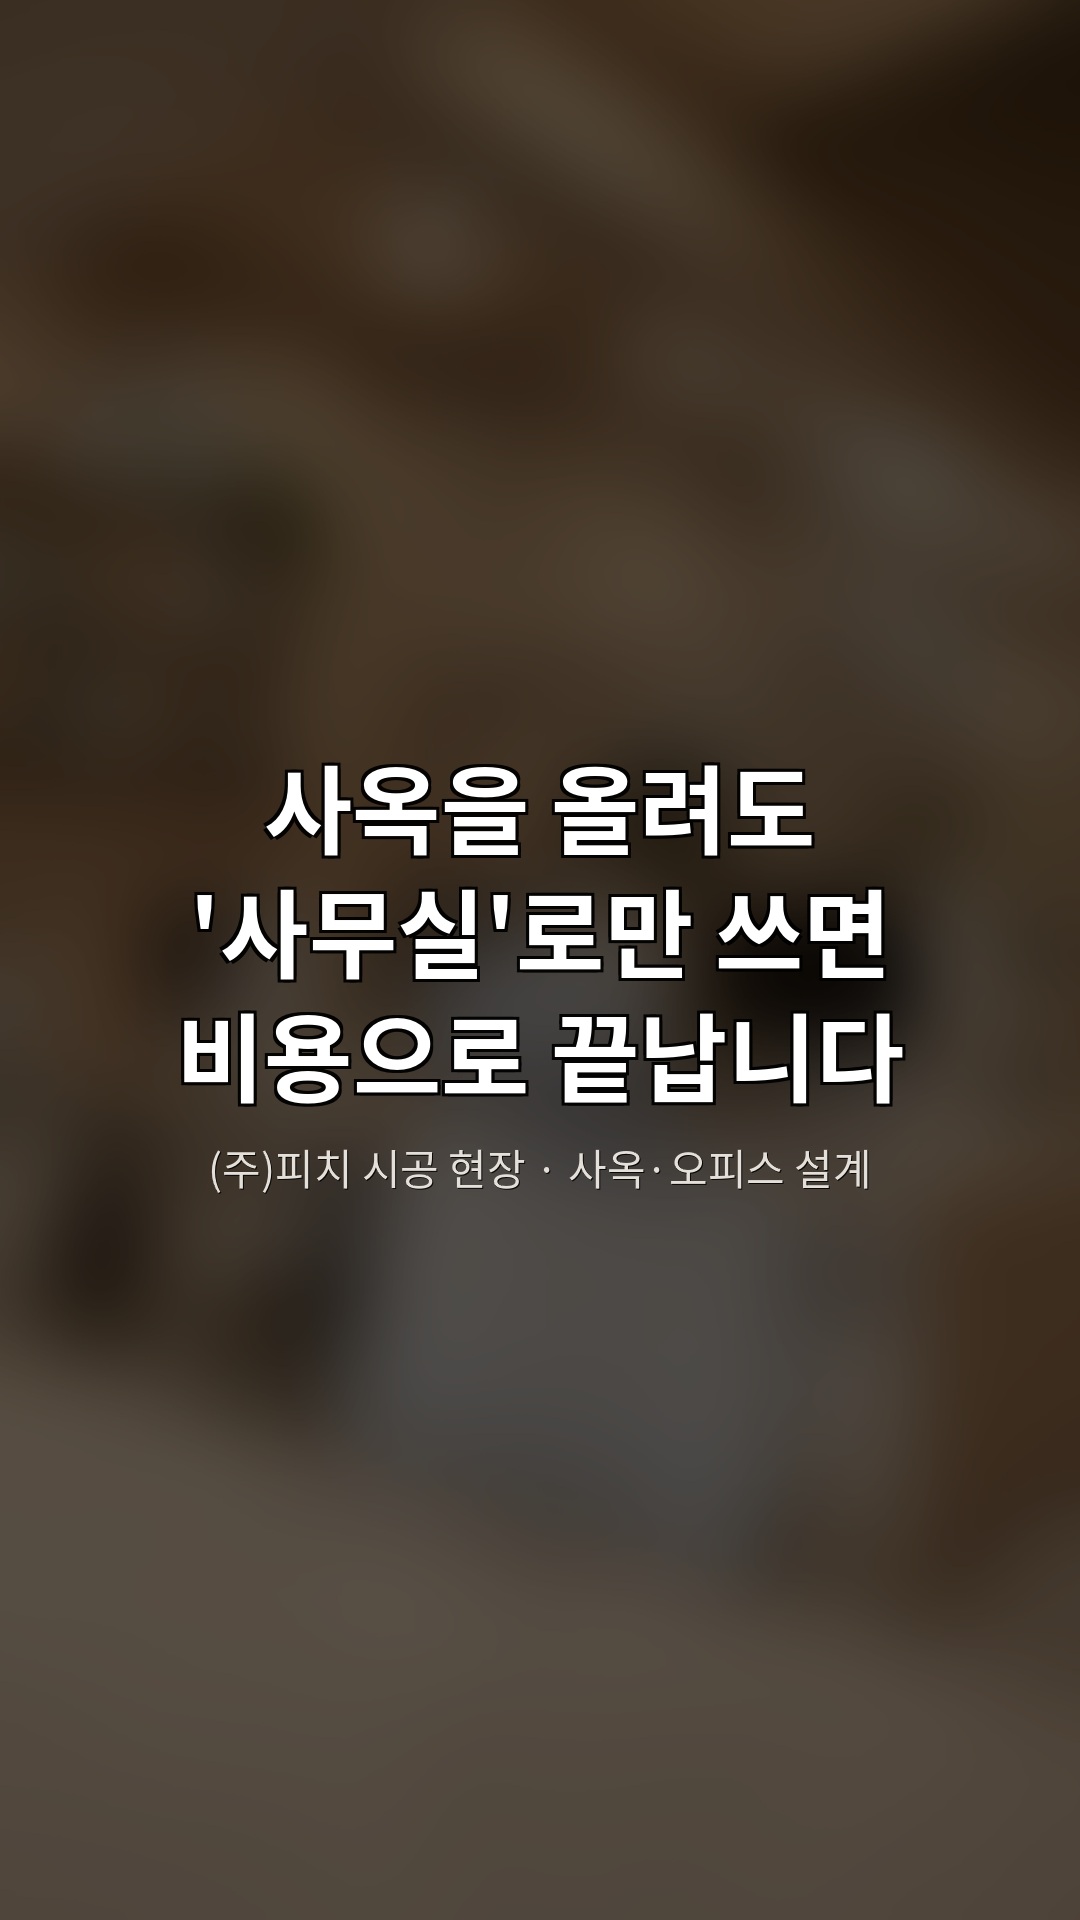 사옥을 올려도
'사무실'로만 쓰면
비용으로 끝납니다
(주)피치 시공 현장 · 사옥·오피스 설계